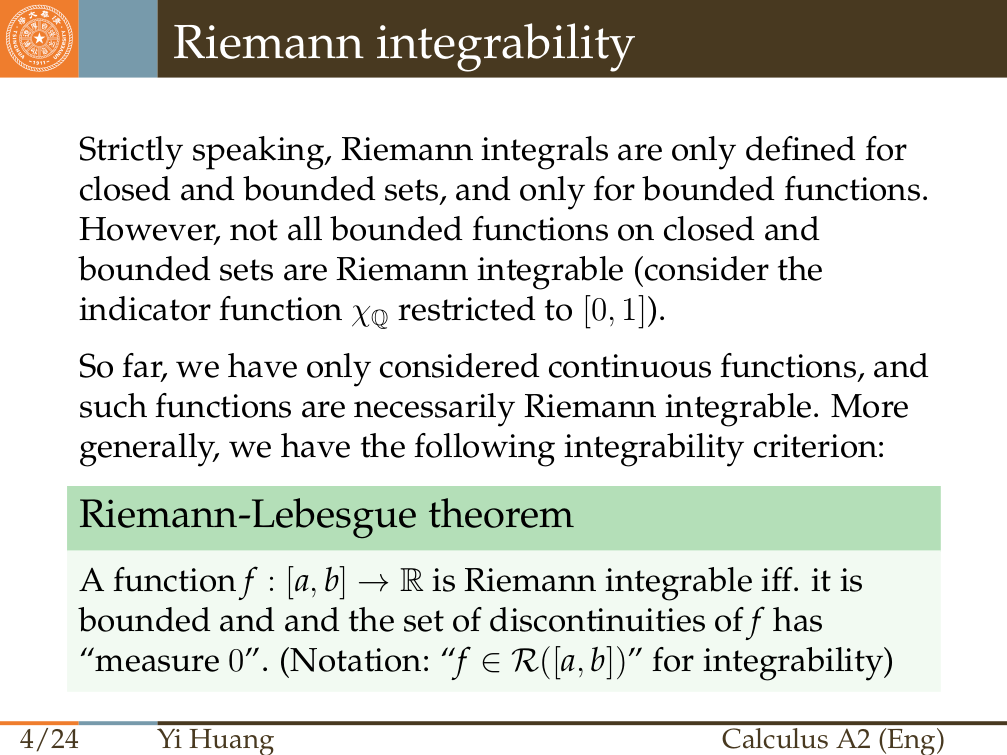 Riemann integrability
Strictly speaking, Riemann integrals are only defined for
closed and bounded sets, and only for bounded functions.
However, not all bounded functions on closed and
bounded sets are Riemann integrable (consider the
indicator function χ_ℚ restricted to [0, 1]).
So far, we have only considered continuous functions, and
such functions are necessarily Riemann integrable. More
generally, we have the following integrability criterion:
Riemann-Lebesgue theorem
A function f : [a, b] → ℝ is Riemann integrable iff. it is
bounded and and the set of discontinuities of f has
“measure 0”. (Notation: “f ∈ ℛ([a, b])” for integrability)
4/24 Yi Huang Calculus A2 (Eng)